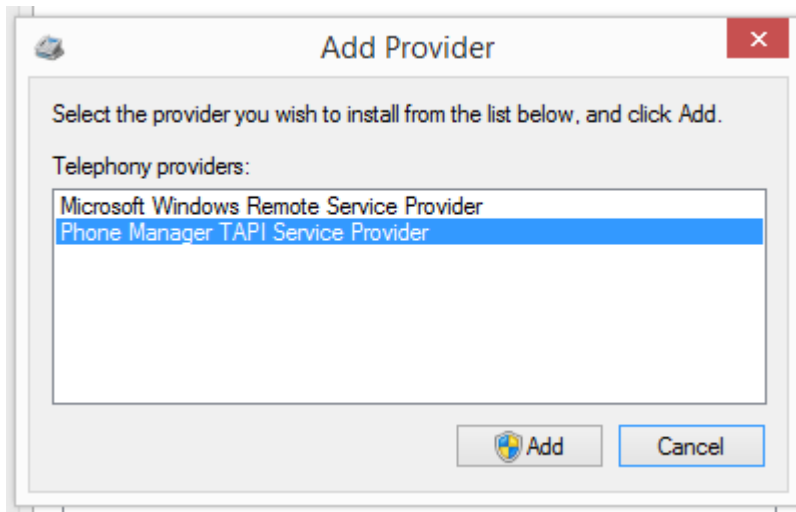 Add Provider
Select the provider you wish to install from the list below, and click Add.
Telephony providers:
Microsoft Windows Remote Service Provider
Phone Manager TAPI Service Provider
Add
Cancel